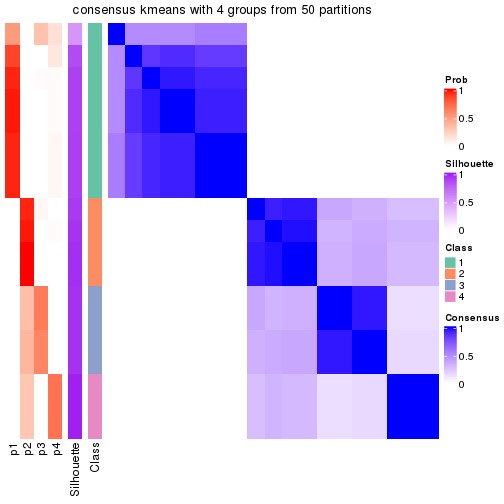 consensus kmeans with 4 groups from 50 partitions
Prob
1
0.5
0
Silhouette
1
0.5
0
Class
1
2
3
4
Consensus
1
0.5
0
p1
p2
p3
p4
Silhouette
Class